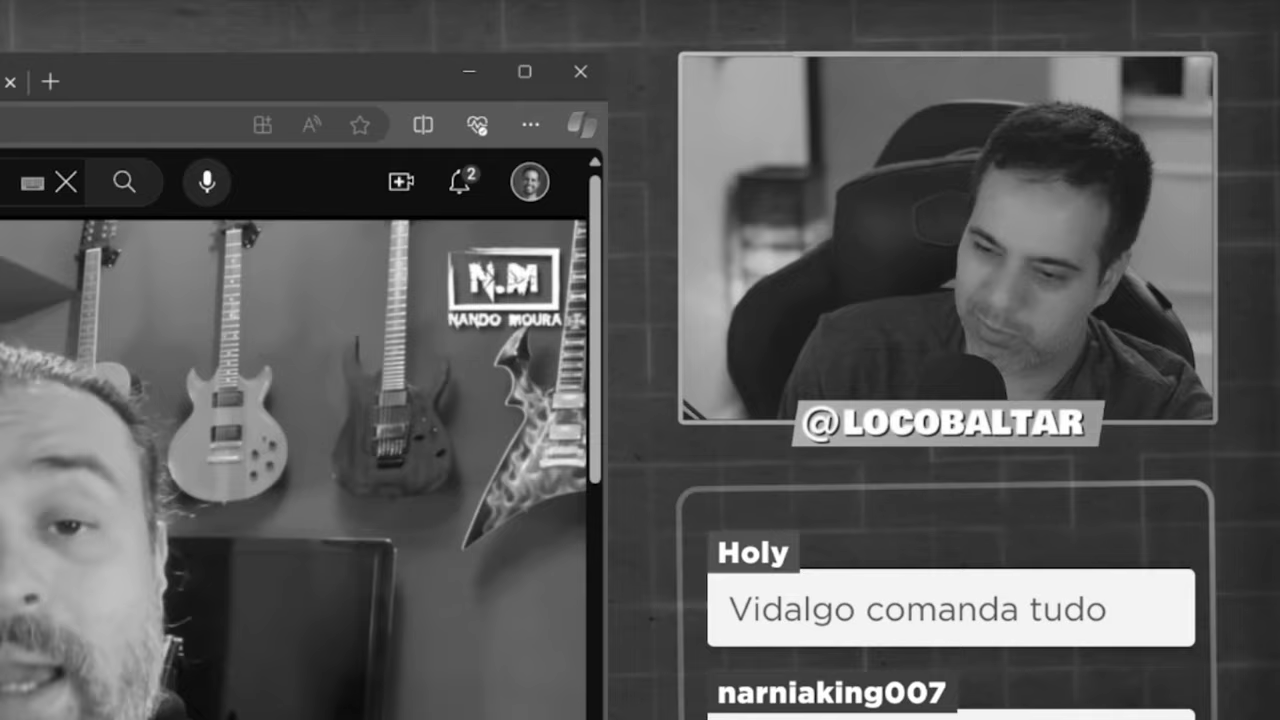 2
N.M
NANDO MOURA
@LOCOBALTAR
Holy
Vidalgo comanda tudo
narniaking007